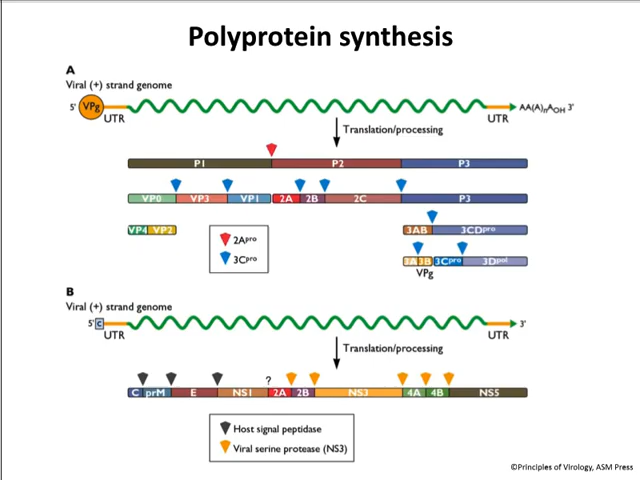 Polyprotein synthesis
A
Viral (+) strand genome
5' VPg UTR UTR AA(A)nAOH 3'
Translation/processing
P1 P2 P3
VP0 VP3 VP1 2A 2B 2C P3
VP4 VP2 3AB 3CDpro
3A 3B 3Cpro 3Dpol
VPg
2Apro
3Cpro
B
Viral (+) strand genome
5' C UTR UTR 3'
Translation/processing
?
C prM E NS1 2A 2B NS3 4A 4B NS5
Host signal peptidase
Viral serine protease (NS3)
©Principles of Virology, ASM Press